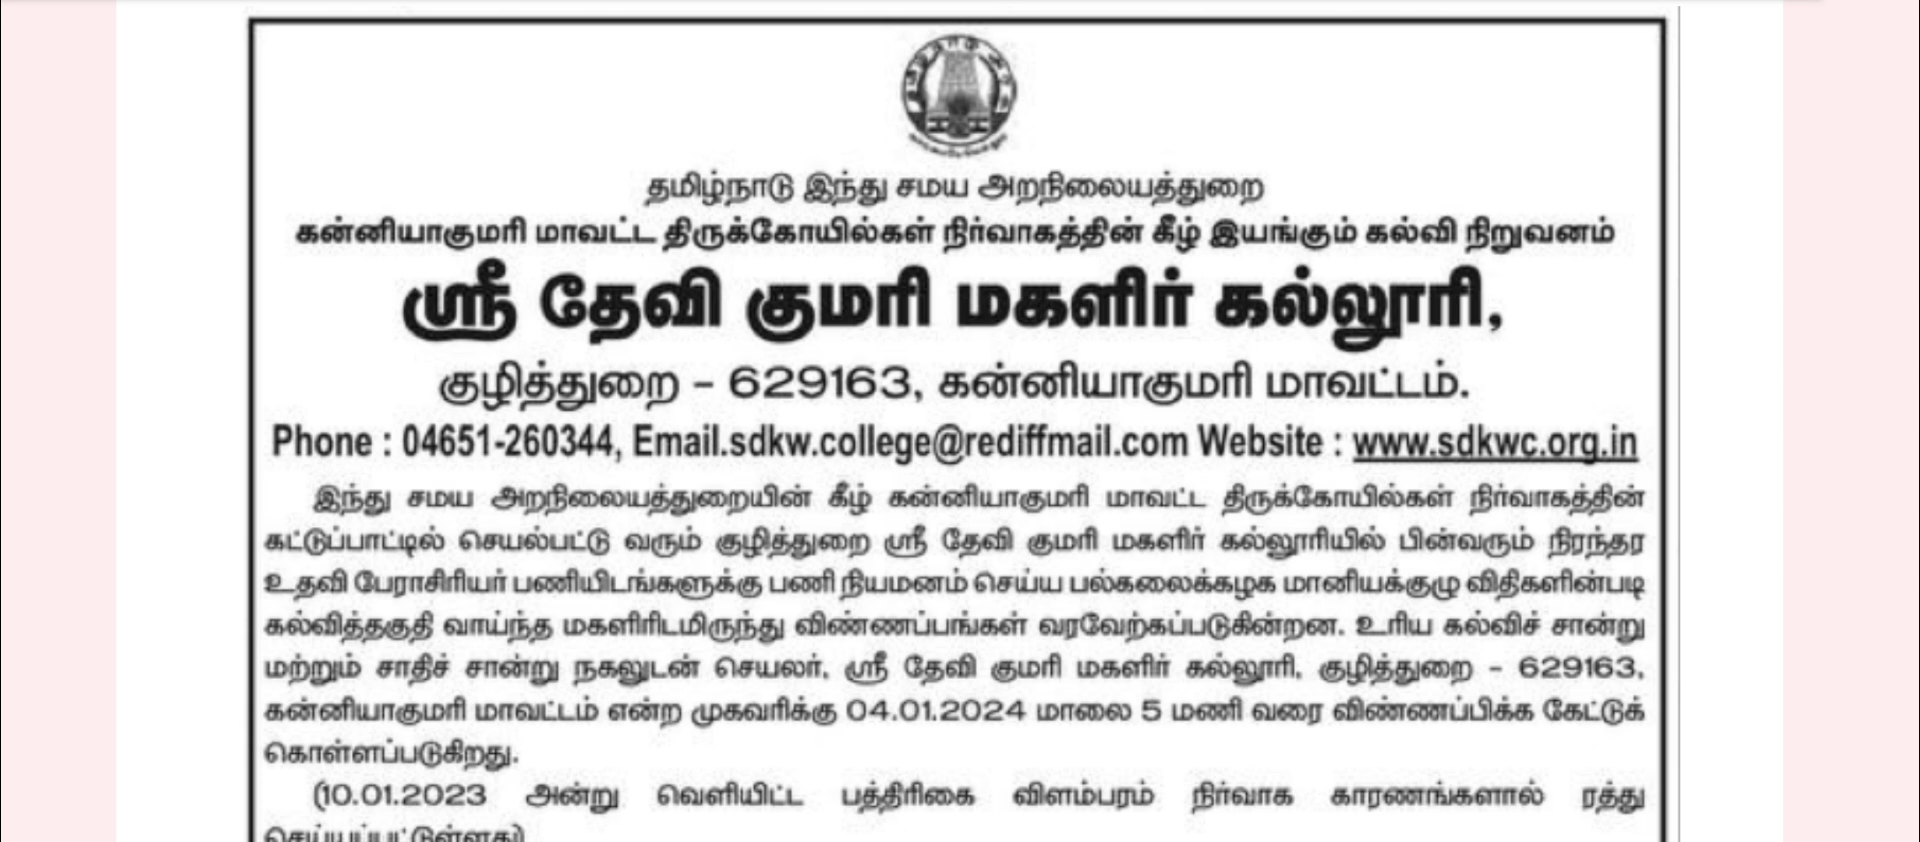 தமிழ்நாடு இந்து சமய அறநிலையத்துறை
கன்னியாகுமரி மாவட்ட திருக்கோயில்கள் நிர்வாகத்தின் கீழ் இயங்கும் கல்வி நிறுவனம்
ஸ்ரீ தேவி குமரி மகளிர் கல்லூரி,
குழித்துறை – 629163, கன்னியாகுமரி மாவட்டம்.
Phone : 04651-260344, Email.sdkw.college@rediffmail.com Website : www.sdkwc.org.in
இந்து சமய அறநிலையத்துறையின் கீழ் கன்னியாகுமரி மாவட்ட திருக்கோயில்கள் நிர்வாகத்தின்
கட்டுப்பாட்டில் செயல்பட்டு வரும் குழித்துறை ஸ்ரீ தேவி குமரி மகளிர் கல்லூரியில் பின்வரும் நிரந்தர
உதவி பேராசிரியர் பணியிடங்களுக்கு பணி நியமனம் செய்ய பல்கலைக்கழக மானியக்குழு விதிகளின்படி
கல்வித்தகுதி வாய்ந்த மகளிரிடமிருந்து விண்ணப்பங்கள் வரவேற்கப்படுகின்றன. உரிய கல்விச் சான்று
மற்றும் சாதிச் சான்று நகலுடன் செயலர், ஸ்ரீ தேவி குமரி மகளிர் கல்லூரி, குழித்துறை – 629163,
கன்னியாகுமரி மாவட்டம் என்ற முகவரிக்கு 04.01.2024 மாலை 5 மணி வரை விண்ணப்பிக்க கேட்டுக்
கொள்ளப்படுகிறது.
(10.01.2023 அன்று வெளியிட்ட பத்திரிகை விளம்பரம் நிர்வாக காரணங்களால் ரத்து
செய்யப்பட்டுள்ளது)